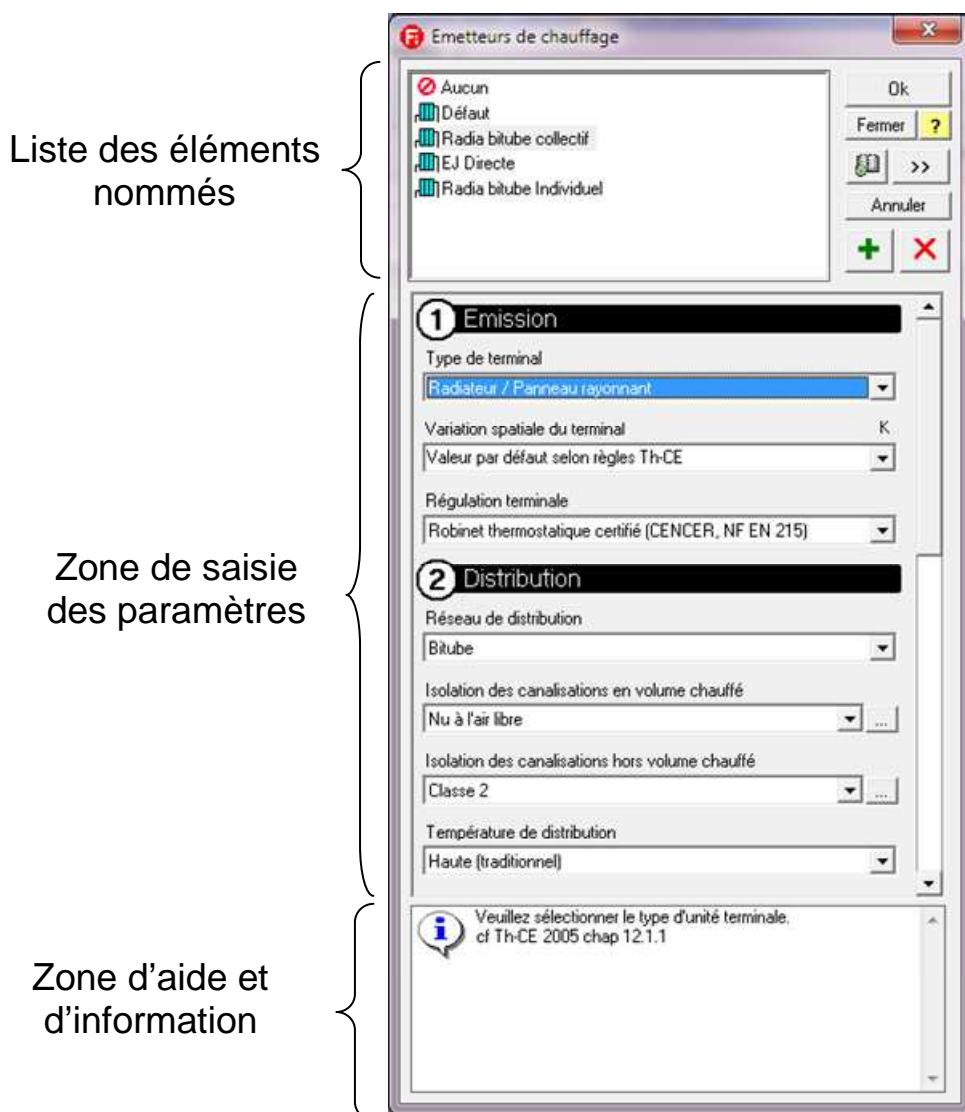 Emetteurs de chauffage
Liste des éléments
nommés
Aucun
Défaut
Radia bitube collectif
EJ Directe
Radia bitube Individuel
Ok
Fermer ?
>>
Annuler
Zone de saisie
des paramètres
1 Emission
Type de terminal
Radiateur / Panneau rayonnant
Variation spatiale du terminal K
Valeur par défaut selon règles Th-CE
Régulation terminale
Robinet thermostatique certifié (CENCER, NF EN 215)
2 Distribution
Réseau de distribution
Bitube
Isolation des canalisations en volume chauffé
Nu à l'air libre ...
Isolation des canalisations hors volume chauffé
Classe 2 ...
Température de distribution
Haute (traditionnel)
Zone d’aide et
d’information
Veuillez sélectionner le type d'unité terminale.
cf Th-CE 2005 chap 12.1.1